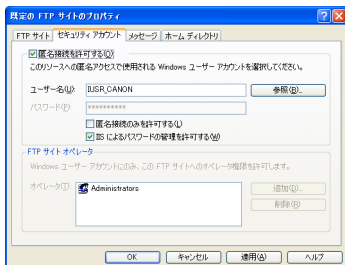 既定の FTP サイトのプロパティ
FTP サイト セキュリティ アカウント メッセージ ホーム ディレクトリ
匿名接続を許可する(O)
このリソースへの匿名アクセスで使用される Windows ユーザー アカウントを選択してください。
ユーザー名(U): IUSR_CANON 参照(B)...
パスワード(P): **********
匿名接続のみを許可する(L)
IIS によるパスワードの管理を許可する(W)
FTP サイト オペレータ
Windows ユーザー アカウントにのみ、この FTP サイトへのオペレータ権限を許可します。
オペレータ(T): Administrators 追加(D)...
削除(R)
OK キャンセル 適用(A) ヘルプ